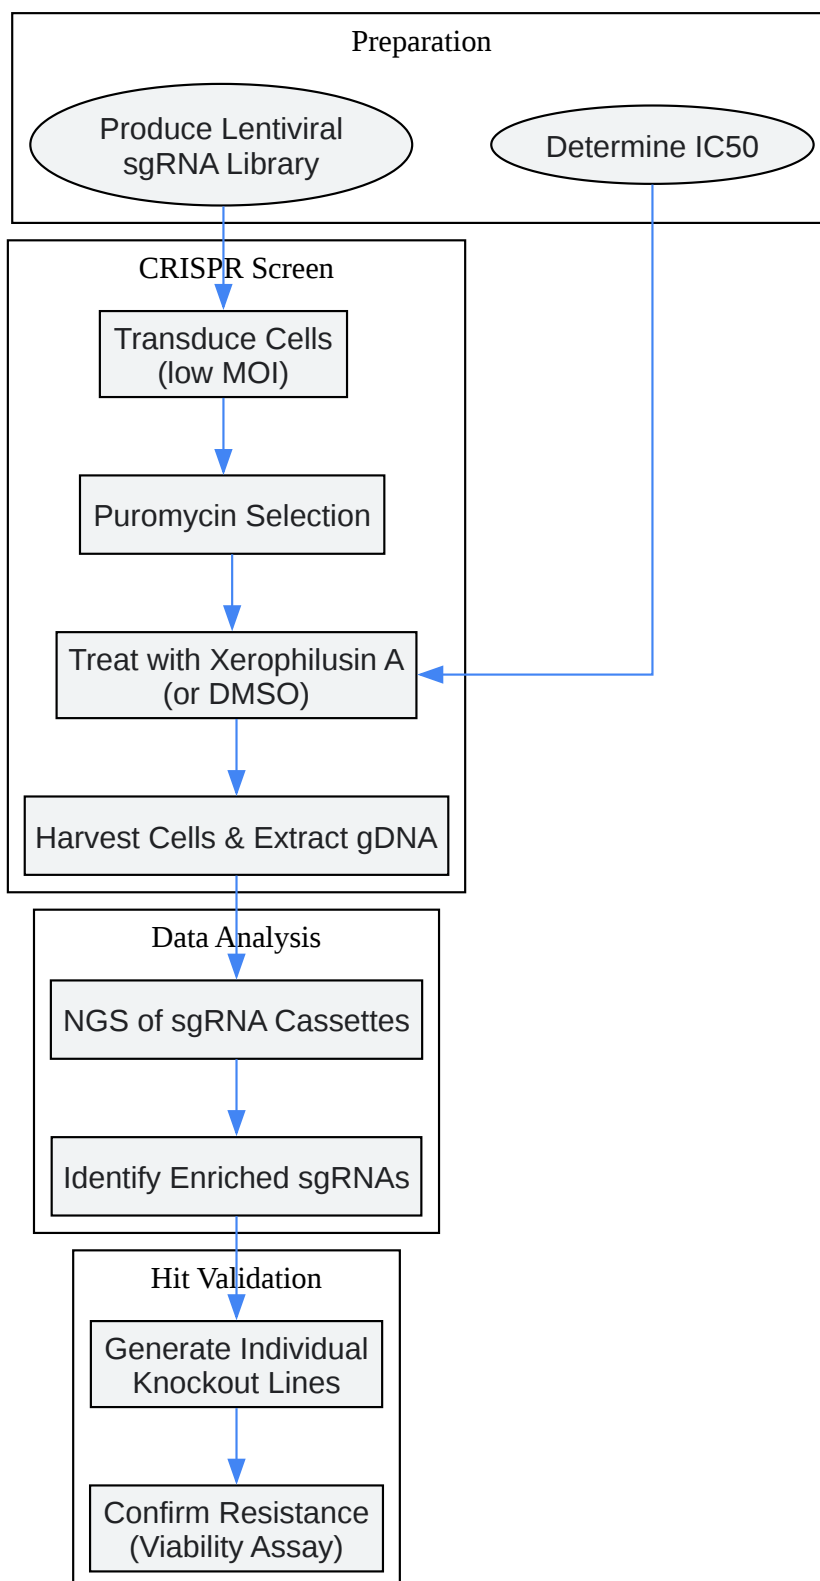 Preparation
Produce Lentiviral
sgRNA Library
Determine IC50
CRISPR Screen
Transduce Cells
(low MOI)
Puromycin Selection
Treat with Xerophilusin A
(or DMSO)
Harvest Cells & Extract gDNA
Data Analysis
NGS of sgRNA Cassettes
Identify Enriched sgRNAs
Hit Validation
Generate Individual
Knockout Lines
Confirm Resistance
(Viability Assay)